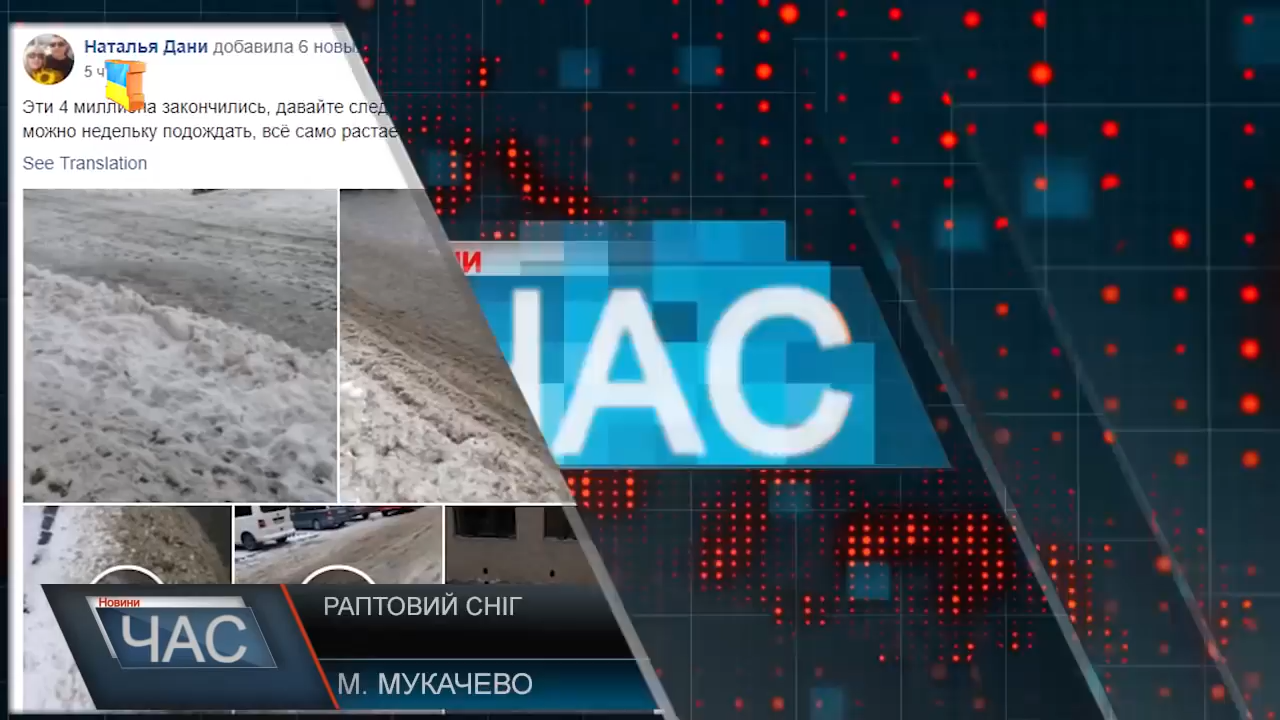 Наталья Дани добавила 6 новы
5 ч
Эти 4 миллиона закончились, давайте след
можно недельку подождать, всё само растае
See Translation
ЧАС
Новини
ЧАС
РАПТОВИЙ СНІГ
М. МУКАЧЕВО